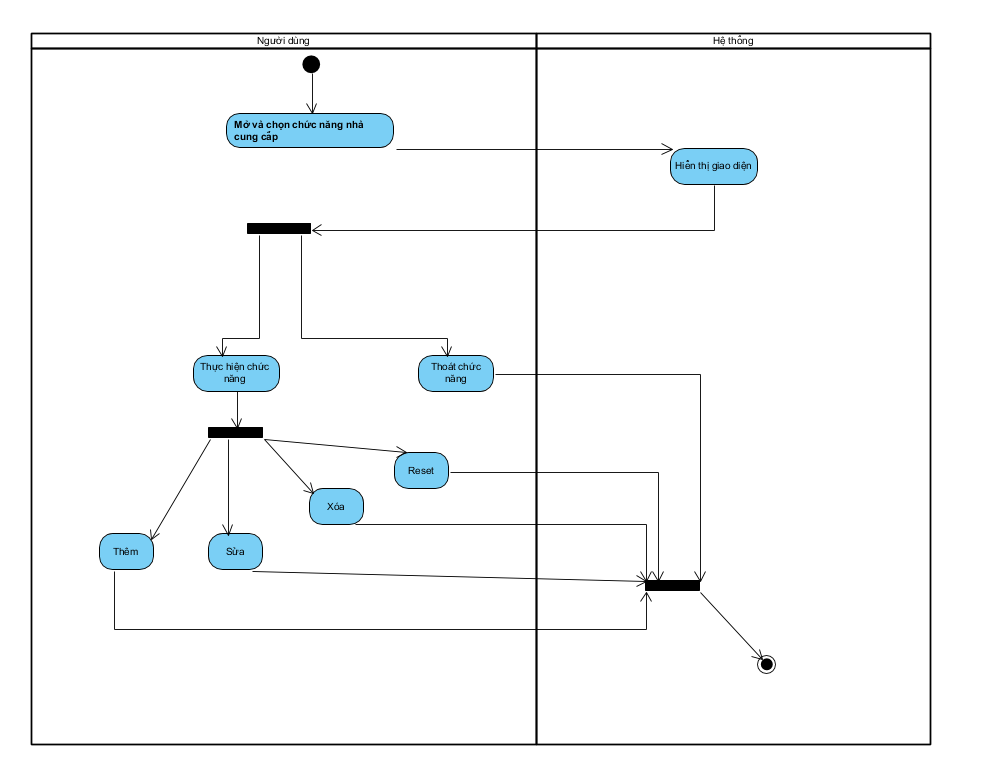 Người dùng
Hệ thống
Mở và chọn chức năng nhà
cung cấp
Hiển thị giao diện
Thực hiện chức
năng
Thoát chức
năng
Reset
Xóa
Thêm
Sửa